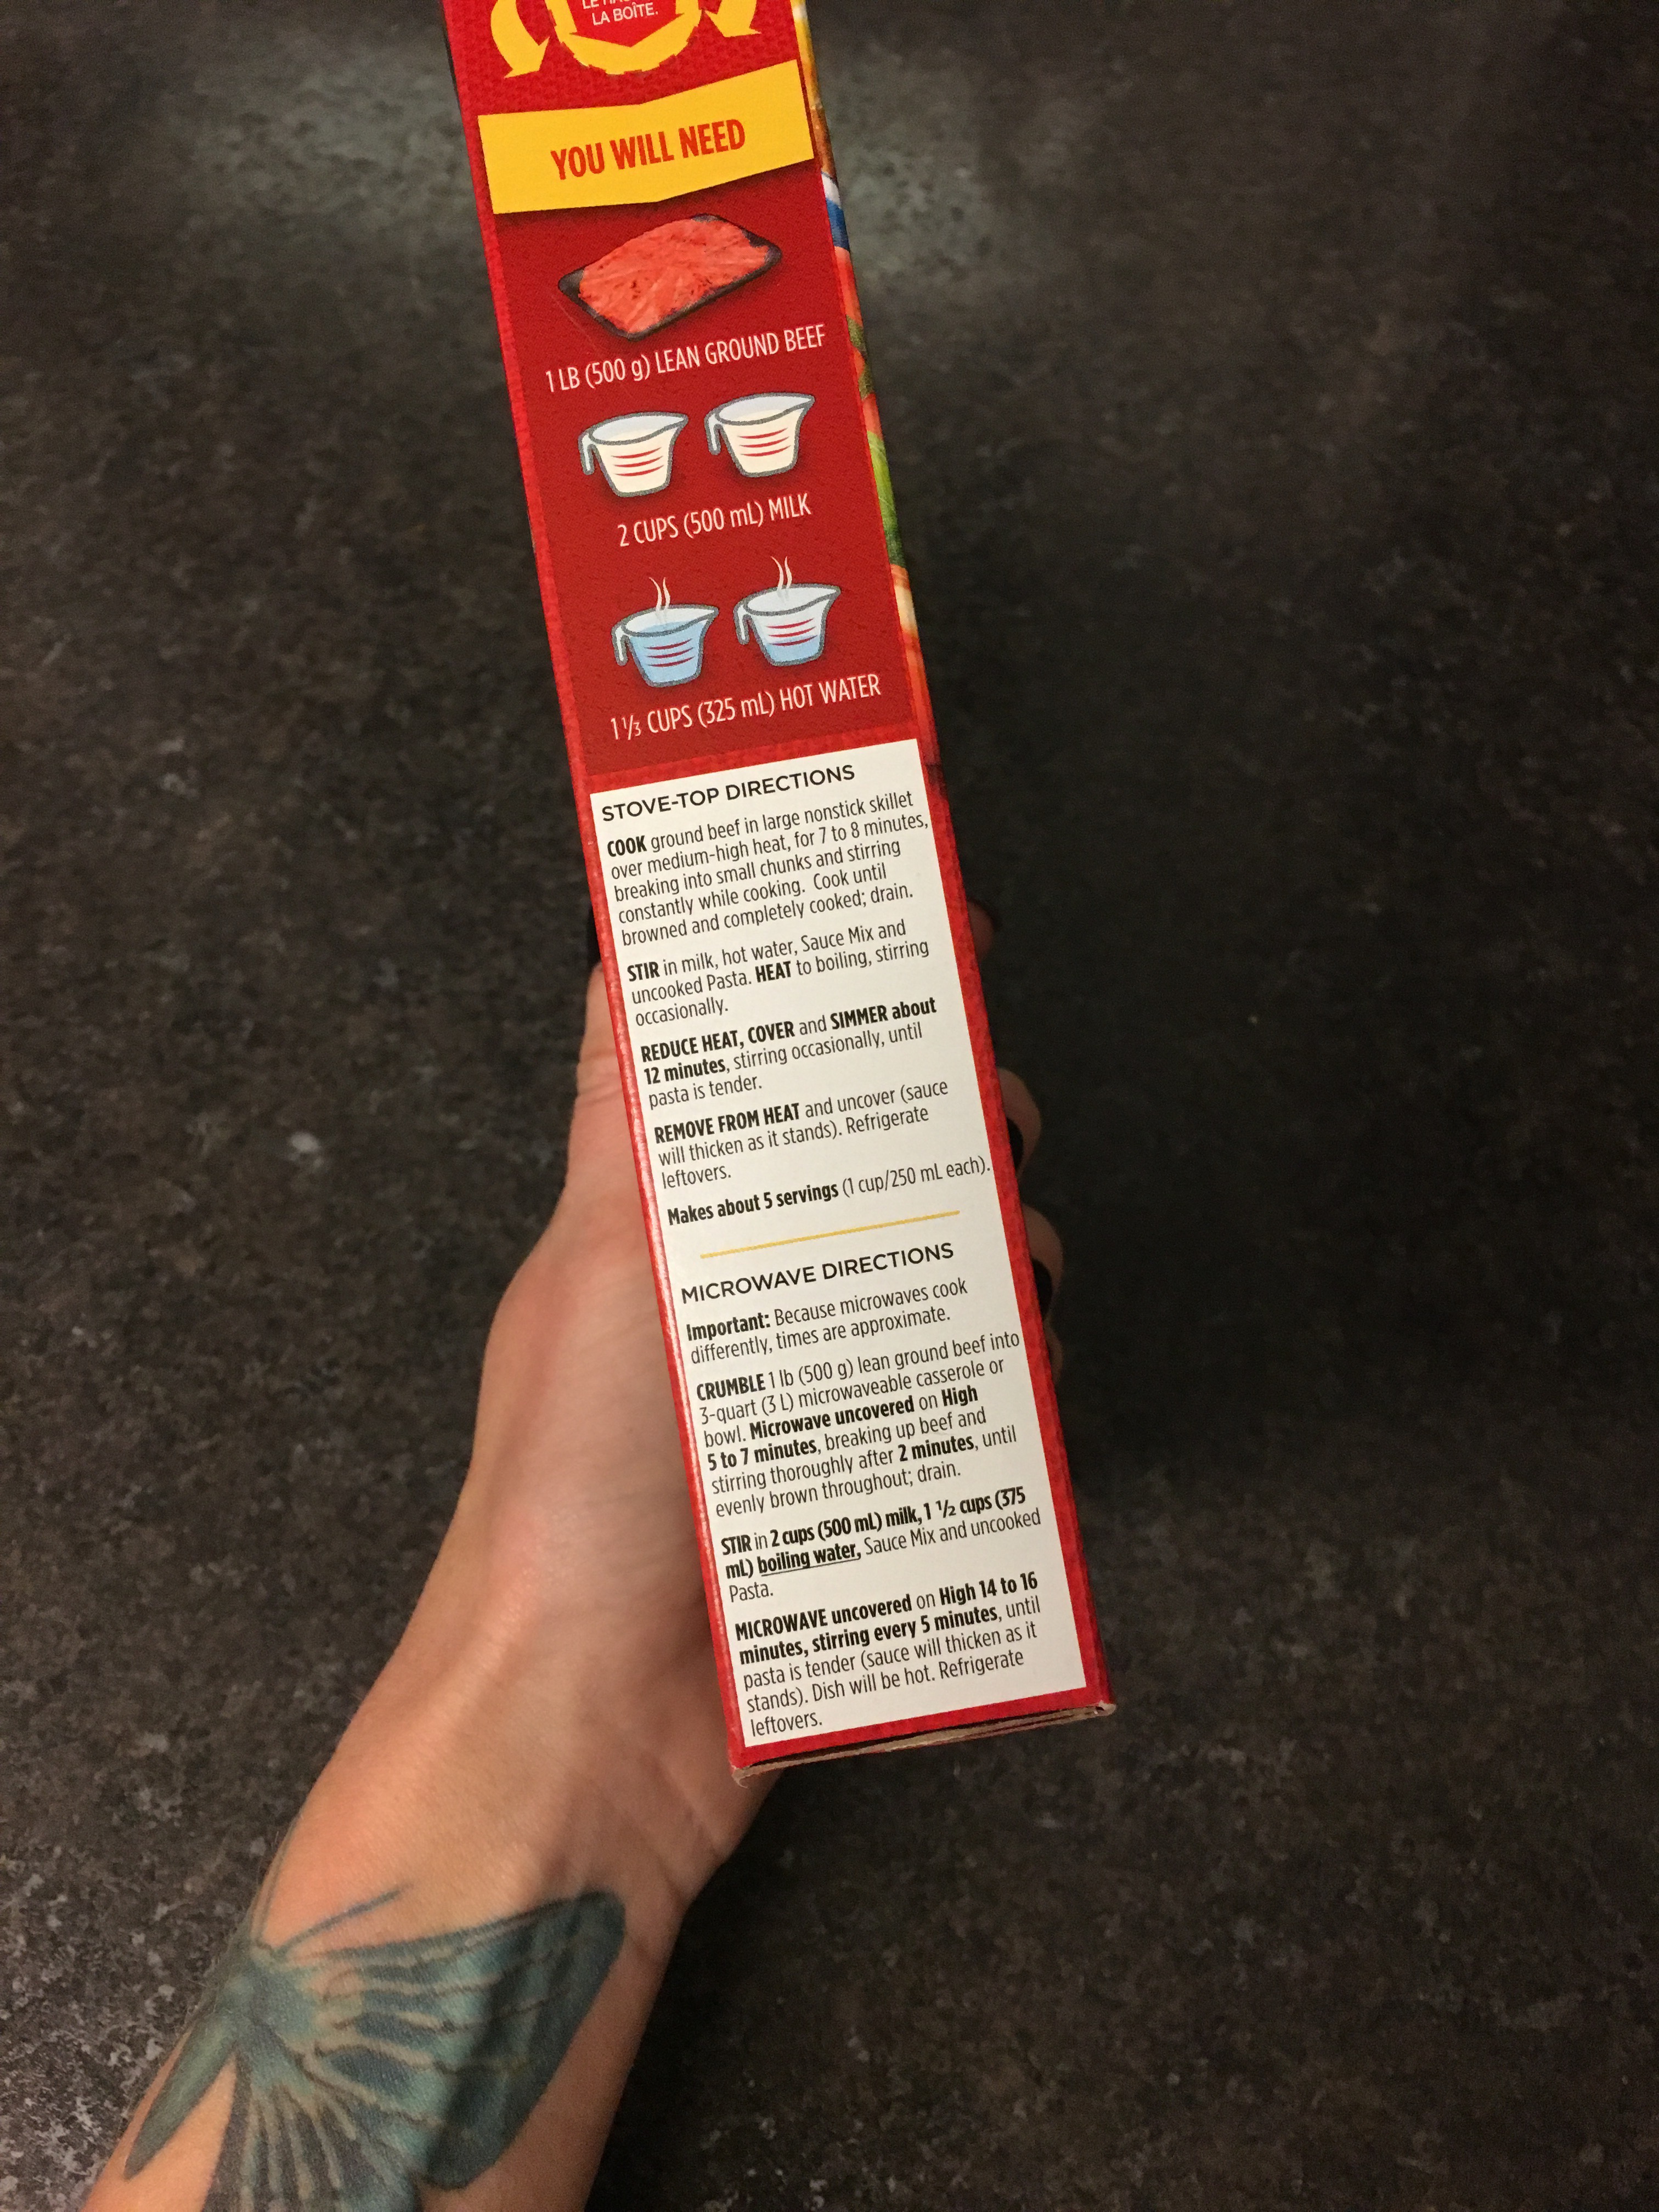 LA BOÎTE.
YOU WILL NEED
1 LB (500 g) LEAN GROUND BEEF
2 CUPS (500 mL) MILK
1 ⅓ CUPS (325 mL) HOT WATER
STOVE-TOP DIRECTIONS
COOK ground beef in large nonstick skillet
over medium-high heat, for 7 to 8 minutes,
breaking into small chunks and stirring
constantly while cooking. Cook until
browned and completely cooked; drain.
STIR in milk, hot water, Sauce Mix and
uncooked Pasta. HEAT to boiling, stirring
occasionally.
REDUCE HEAT, COVER and SIMMER about
12 minutes, stirring occasionally, until
pasta is tender.
REMOVE FROM HEAT and uncover (sauce
will thicken as it stands). Refrigerate
leftovers.
Makes about 5 servings (1 cup/250 mL each).
MICROWAVE DIRECTIONS
Important: Because microwaves cook
differently, times are approximate.
CRUMBLE 1 lb (500 g) lean ground beef into
3-quart (3 L) microwaveable casserole or
bowl. Microwave uncovered on High
5 to 7 minutes, breaking up beef and
stirring thoroughly after 2 minutes, until
evenly brown throughout; drain.
STIR in 2 cups (500 mL) milk, 1 ½ cups (375
mL) boiling water, Sauce Mix and uncooked
Pasta.
MICROWAVE uncovered on High 14 to 16
minutes, stirring every 5 minutes, until
pasta is tender (sauce will thicken as it
stands). Dish will be hot. Refrigerate
leftovers.